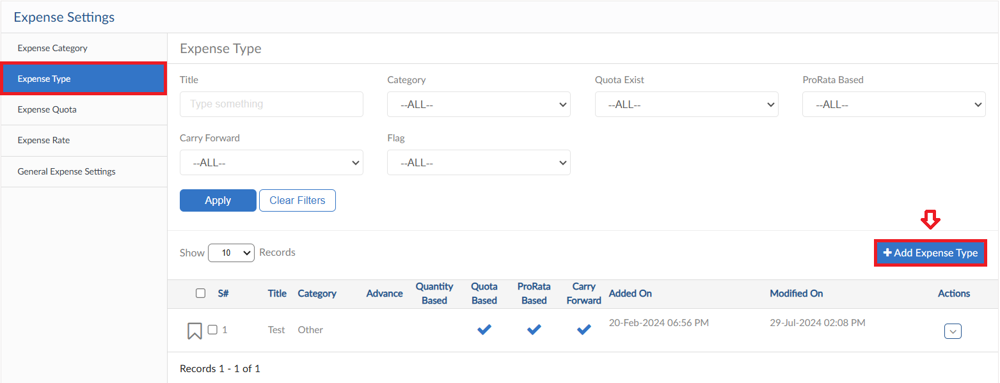 Expense Settings
Expense Category
Expense Type
Expense Quota
Expense Rate
General Expense Settings
Expense Type
Title Category Quota Exist ProRata Based
Type something --ALL-- --ALL-- --ALL--
Carry Forward Flag
--ALL-- --ALL--
Apply Clear Filters
Show 10 Records + Add Expense Type
S# Title Category Advance Quantity Based Quota Based ProRata Based Carry Forward Added On Modified On Actions
1 Test Other 20-Feb-2024 06:56 PM 29-Jul-2024 02:08 PM
Records 1 - 1 of 1